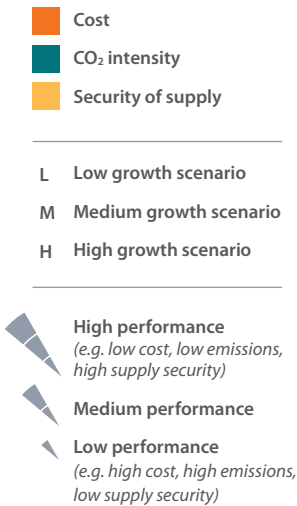 Cost
CO₂ intensity
Security of supply
L Low growth scenario
M Medium growth scenario
H High growth scenario
High performance
(e.g. low cost, low emissions,
high supply security)
Medium performance
Low performance
(e.g. high cost, high emissions,
low supply security)